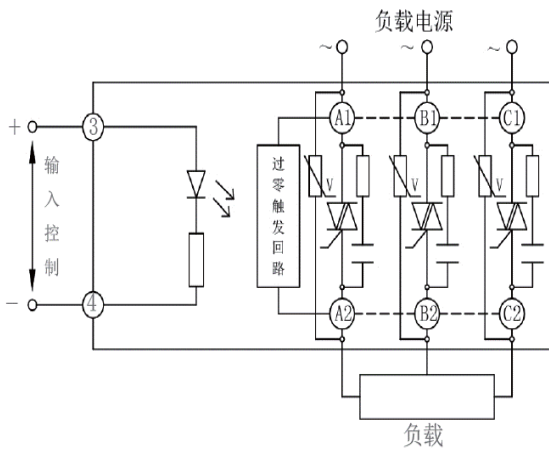 负载电源
~ ~ ~
A1 B1 C1
+ 3
输入控制
过零触发回路
V V V
- 4
A2 B2 C2
负载